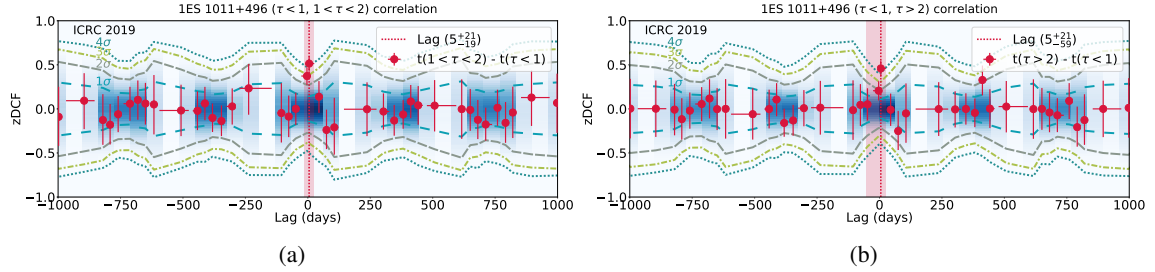 1ES 1011+496 (τ < 1, 1 < τ < 2) correlation
ICRC 2019
4σ
3σ
2σ
1σ
Lag (5 +21 −19)
t(1 < τ < 2) - t(τ < 1)
zDCF
1.0
0.5
0.0
−0.5
−1.0
−1000 −750 −500 −250 0 250 500 750 1000
Lag (days)
(a)
1ES 1011+496 (τ < 1, τ > 2) correlation
ICRC 2019
4σ
3σ
2σ
1σ
Lag (5 +21 −59)
t(τ > 2) - t(τ < 1)
zDCF
1.0
0.5
0.0
−0.5
−1.0
−1000 −750 −500 −250 0 250 500 750 1000
Lag (days)
(b)